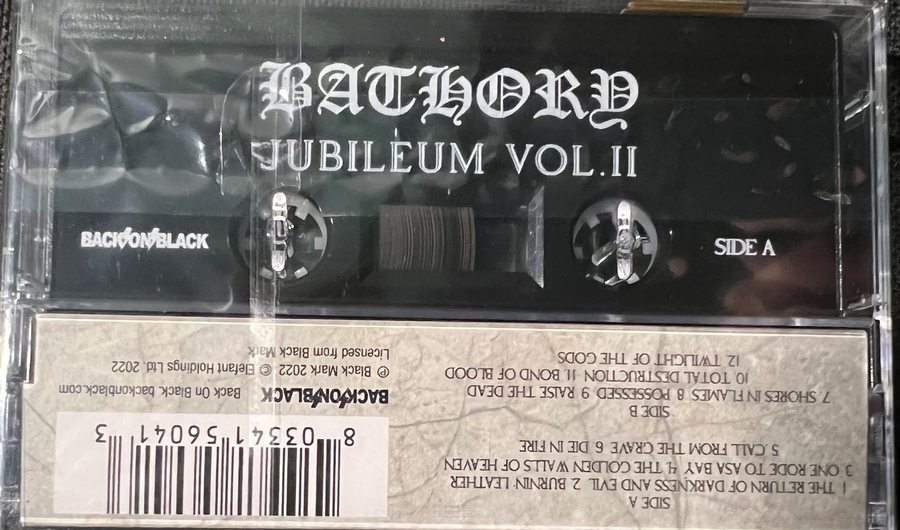 BATHORY
JUBILEUM VOL.II
BACK ON BLACK
SIDE A
SIDE A
1 THE RETURN OF DARKNESS AND EVIL 2 BURNIN' LEATHER
3 ONE RODE TO ASA BAY 4 THE GOLDEN WALLS OF HEAVEN
5 CALL FROM THE GRAVE 6 DIE IN FIRE
SIDE B
7 SHORES IN FLAMES 8 POSSESSED 9 RAISE THE DEAD
10 TOTAL DESTRUCTION 11 BOND OF BLOOD
12 TWILIGHT OF THE GODS
8 03341 56041 3
BACK ON BLACK
Back On Black, backonblack.com
℗ Black Mark 2022 © Elefant Holdings Ltd. 2022
Licensed from Black Mark